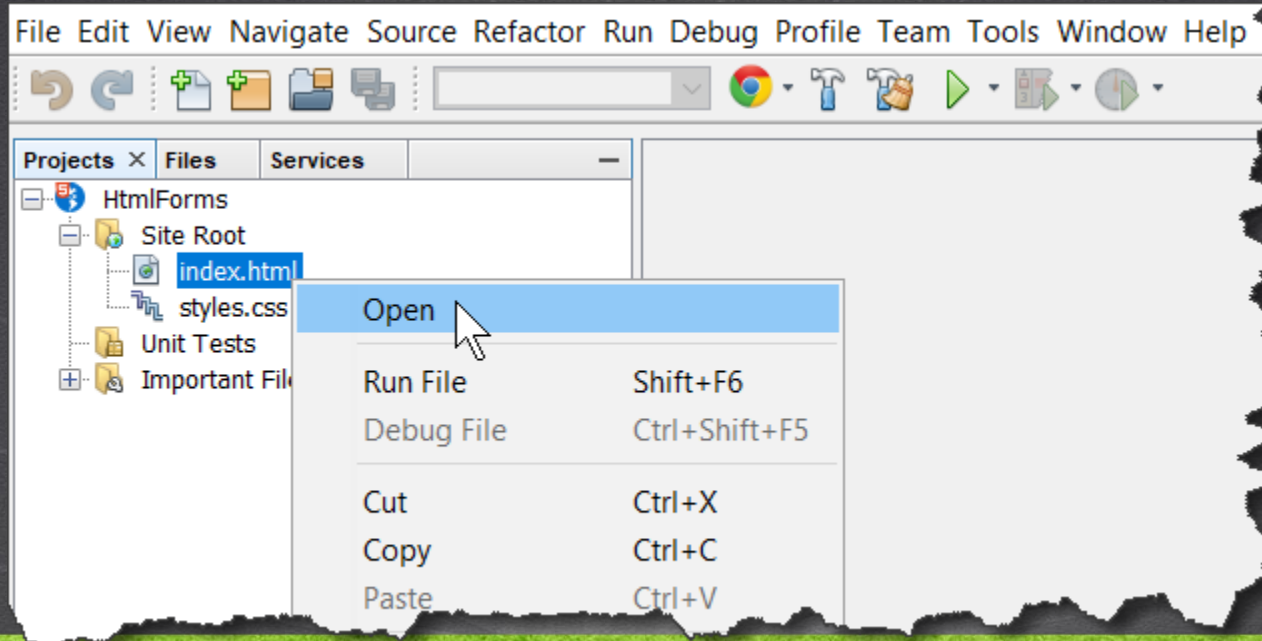 File Edit View Navigate Source Refactor Run Debug Profile Team Tools Window Help
Projects Files Services
HtmlForms
Site Root
index.html
styles.css
Unit Tests
Important File
Open
Run File Shift+F6
Debug File Ctrl+Shift+F5
Cut Ctrl+X
Copy Ctrl+C
Paste Ctrl+V